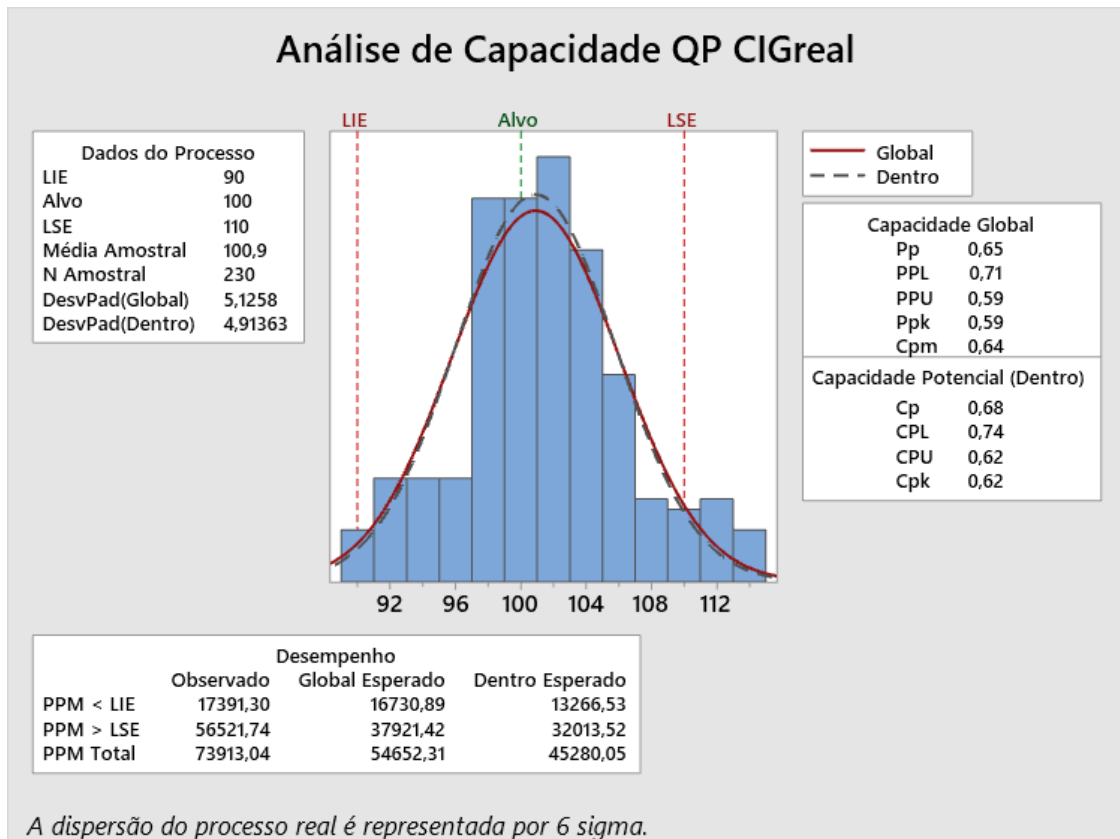 Análise de Capacidade QP CIGreal
LIE
Alvo
LSE
Dados do Processo
LIE 90
Alvo 100
LSE 110
Média Amostral 100,9
N Amostral 230
DesvPad(Global) 5,1258
DesvPad(Dentro) 4,91363
Global
Dentro
Capacidade Global
Pp 0,65
PPL 0,71
PPU 0,59
Ppk 0,59
Cpm 0,64
Capacidade Potencial (Dentro)
Cp 0,68
CPL 0,74
CPU 0,62
Cpk 0,62
92 96 100 104 108 112
Desempenho
Observado Global Esperado Dentro Esperado
PPM < LIE 17391,30 16730,89 13266,53
PPM > LSE 56521,74 37921,42 32013,52
PPM Total 73913,04 54652,31 45280,05
A dispersão do processo real é representada por 6 sigma.